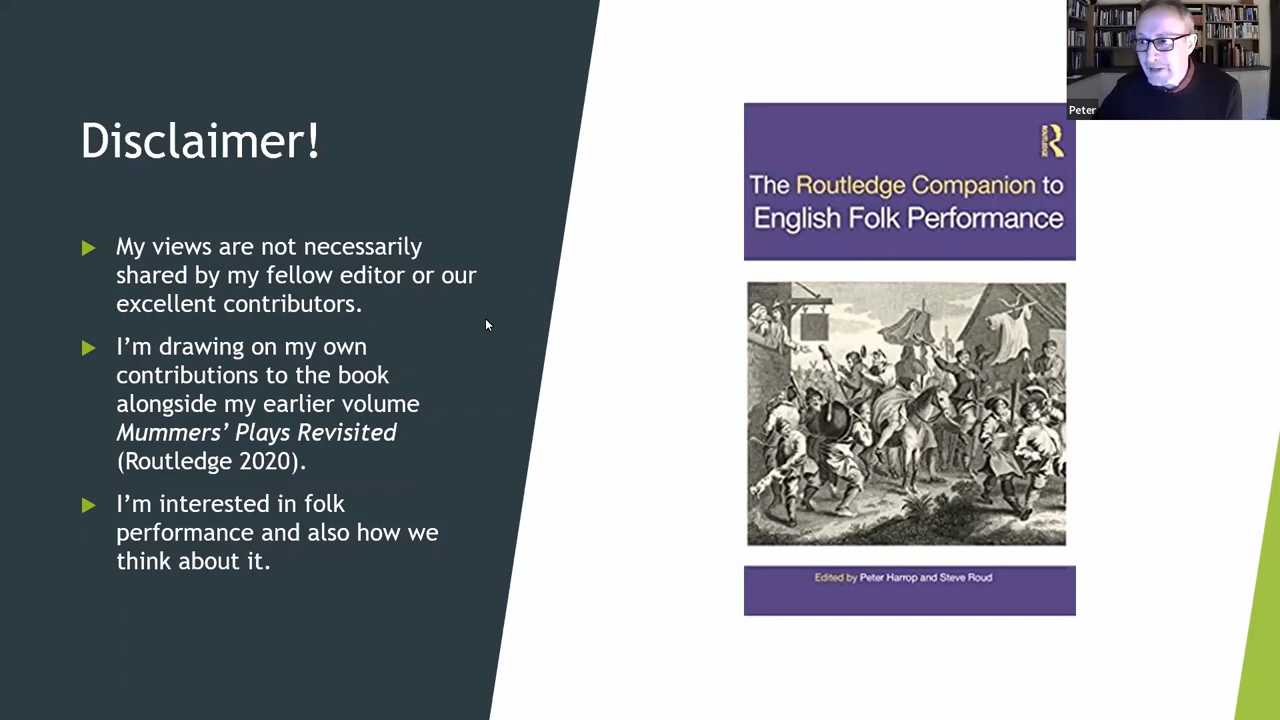 Disclaimer!
My views are not necessarily
shared by my fellow editor or our
excellent contributors.
I'm drawing on my own
contributions to the book
alongside my earlier volume
Mummers' Plays Revisited
(Routledge 2020).
I'm interested in folk
performance and also how we
think about it.
ROUTLEDGE
The Routledge Companion to
English Folk Performance
Edited by Peter Harrop and Steve Roud
Peter